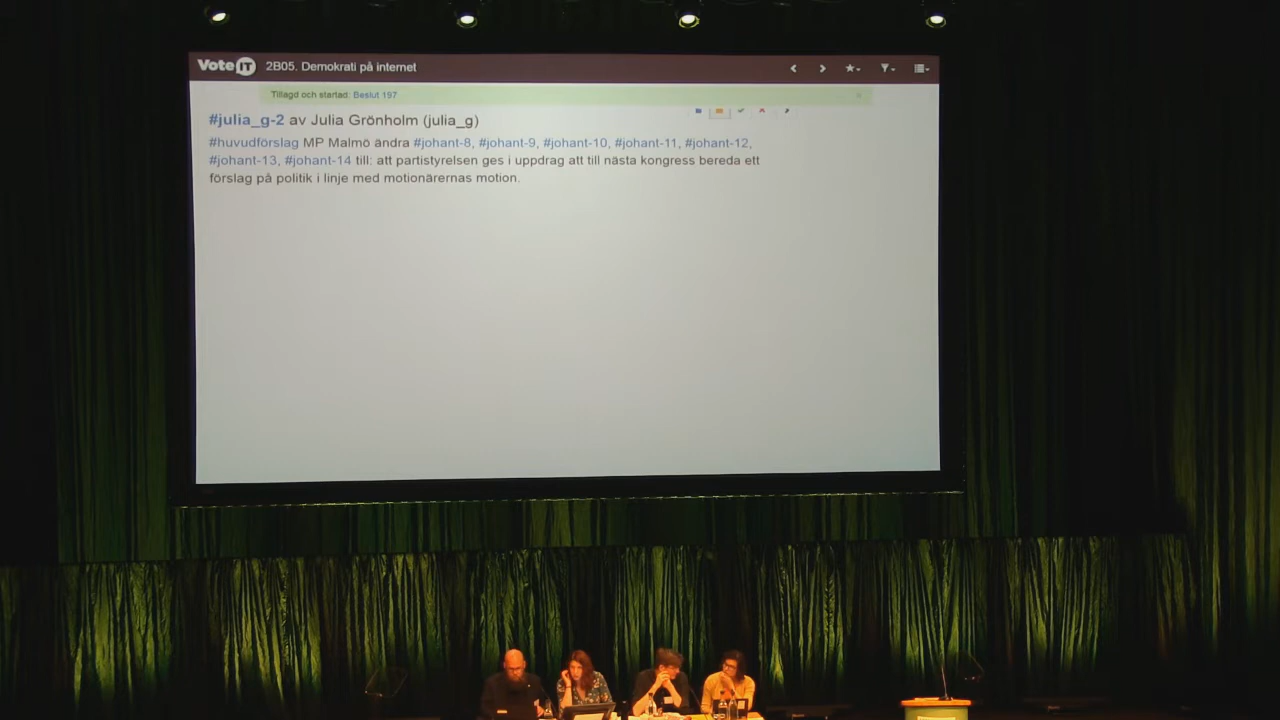 VoteIT 2B05. Demokrati på internet
Tillagd och startad: Beslut 197
#julia_g-2 av Julia Grönholm (julia_g)
#huvudförslag MP Malmö ändra #johant-8, #johant-9, #johant-10, #johant-11, #johant-12,
#johant-13, #johant-14 till: att partistyrelsen ges i uppdrag att till nästa kongress bereda ett
förslag på politik i linje med motionärernas motion.